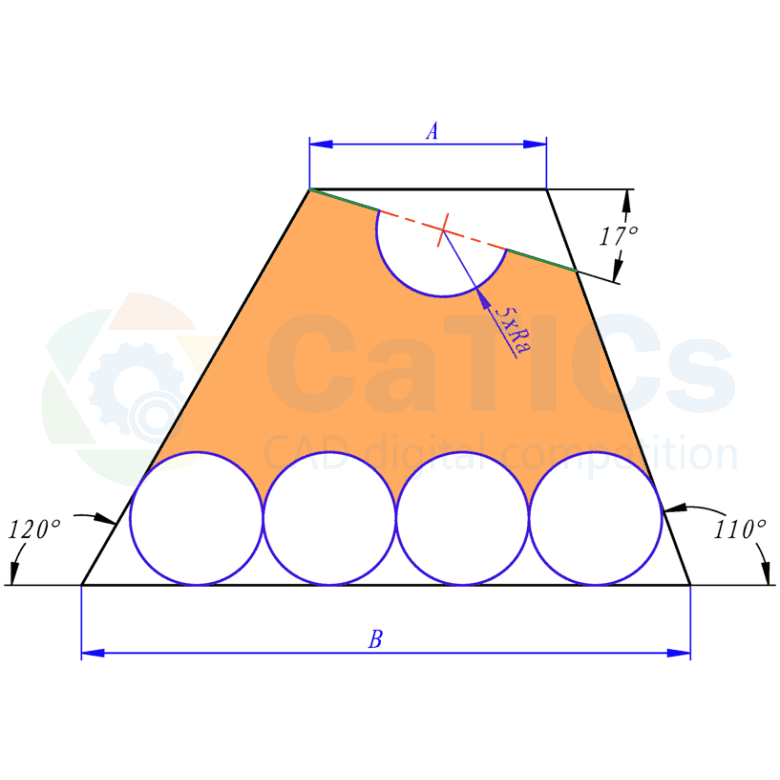 A
17°
5xRa
CaTICs
CAD digital competition
120°
110°
B